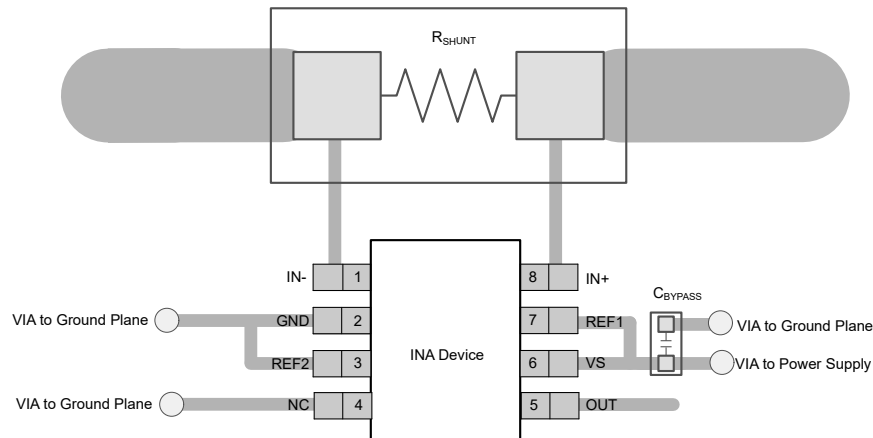 RSHUNT
IN-
1
8
IN+
CBYPASS
VIA to Ground Plane
GND
2
7
REF1
VIA to Ground Plane
REF2
3
INA Device
6
VS
VIA to Power Supply
VIA to Ground Plane
NC
4
5
OUT